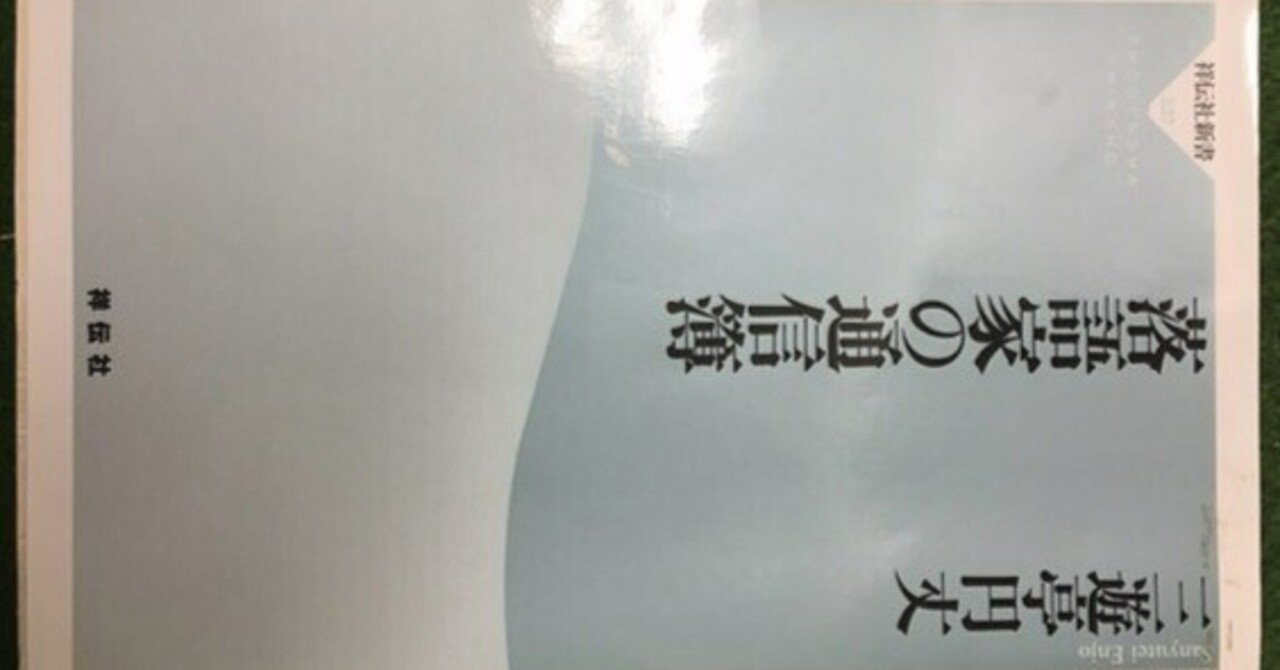 祥伝社新書
落語家の通信簿
三遊亭円丈
Sanyutei Enjo
祥伝社